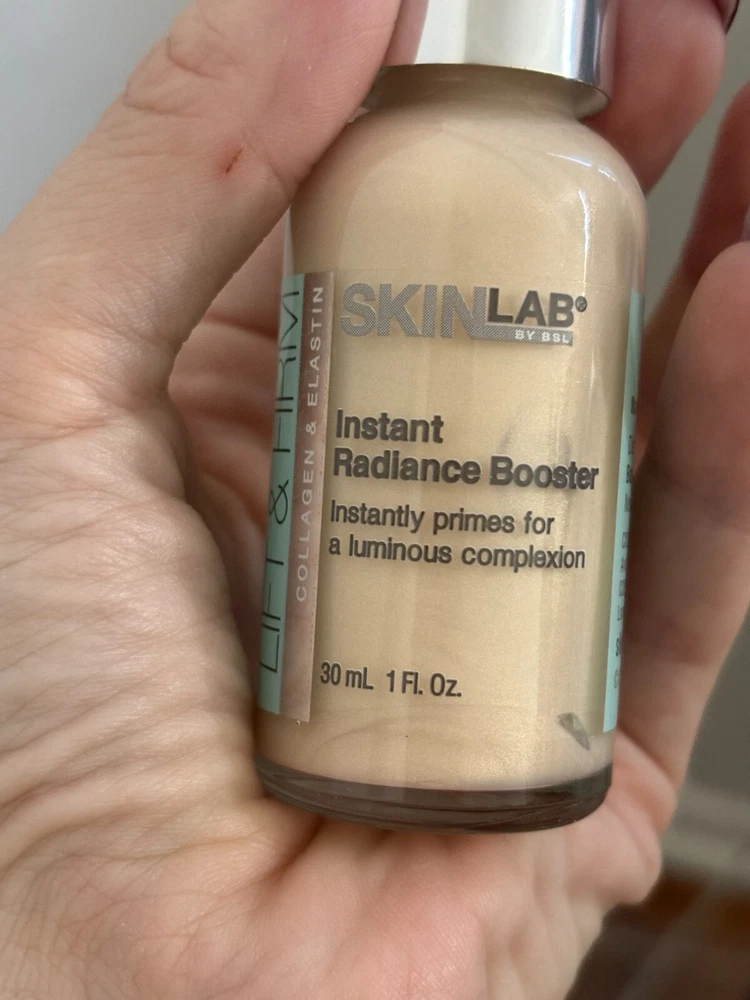 SKINLAB®
BY BSL
Instant
Radiance Booster
Instantly primes for
a luminous complexion
30 mL 1 Fl. Oz.
LIFT & FIRM
COLLAGEN & ELASTIN